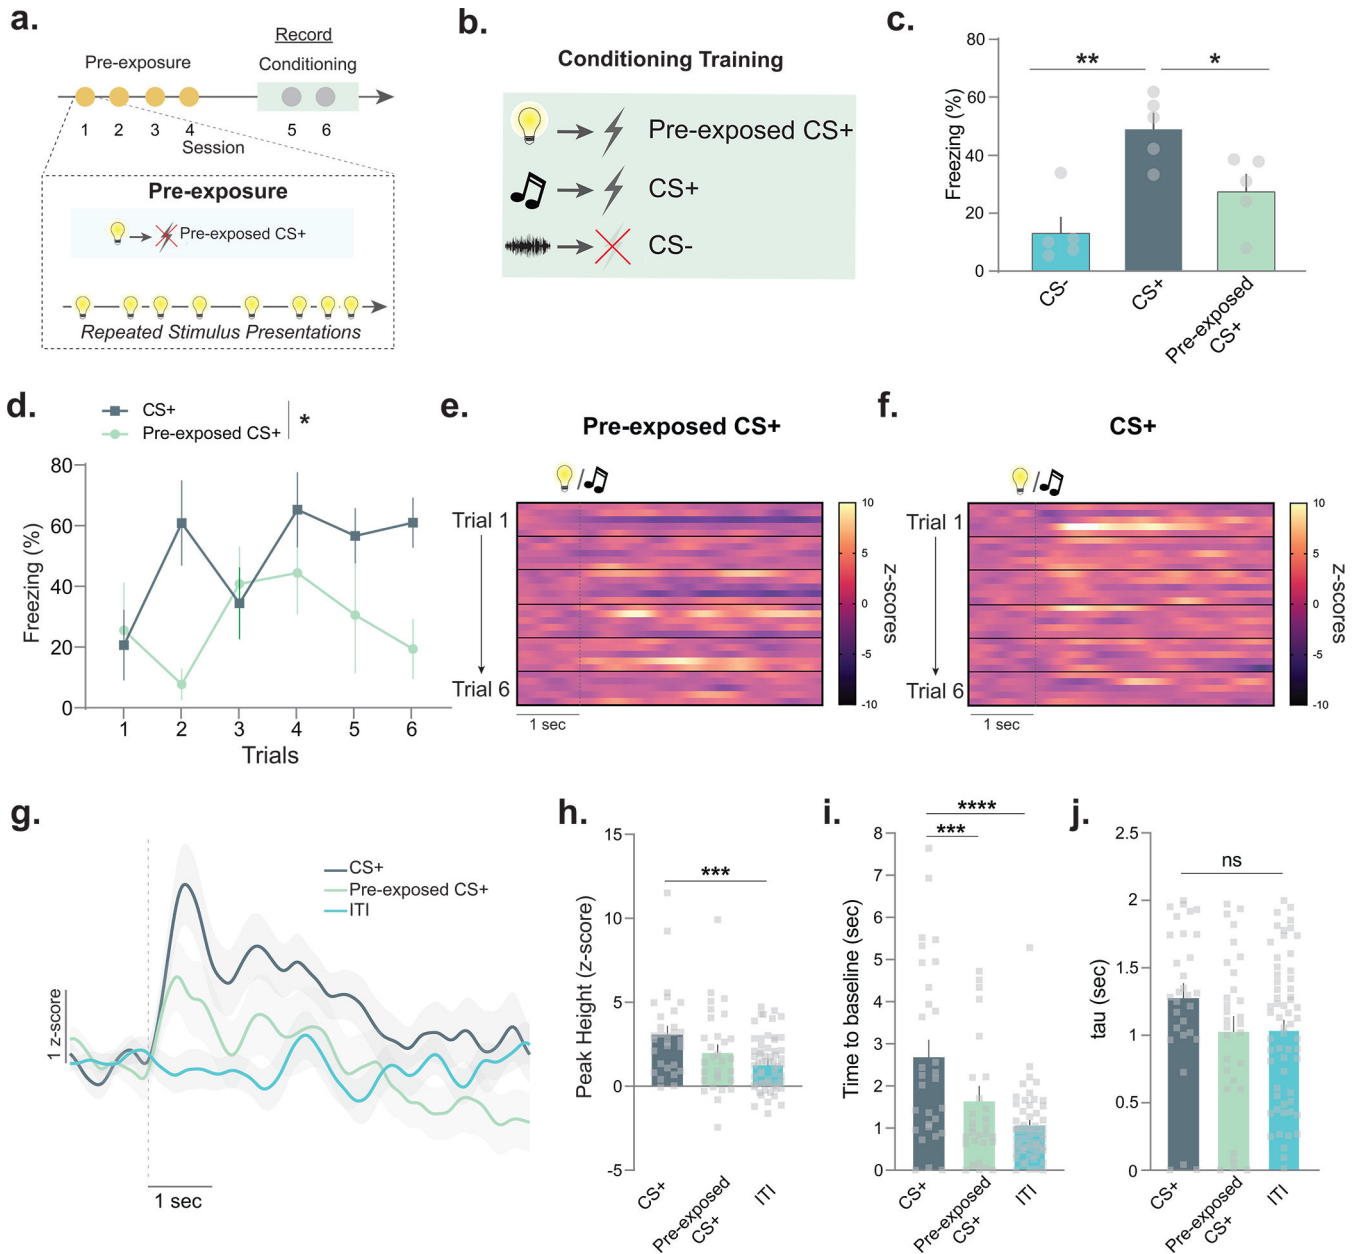 a.
Record
Pre-exposure
Conditioning
1
2
3
4
5
6
Session
Pre-exposure
Pre-exposed CS+
Repeated Stimulus Presentations
b.
Conditioning Training
Pre-exposed CS+
CS+
CS-
c.
80
60
40
20
0
Freezing (%)
**
*
CS-
CS+
Pre-exposed
CS+
d.
CS+
Pre-exposed CS+
*
80
60
40
20
0
Freezing (%)
1
2
3
4
5
6
Trials
e.
Pre-exposed CS+
/
Trial 1
Trial 6
1 sec
10
5
0
-5
-10
z-scores
f.
CS+
/
Trial 1
Trial 6
1 sec
10
5
0
-5
-10
z-scores
g.
CS+
Pre-exposed CS+
ITI
1 z-score
1 sec
h.
15
10
5
0
-5
Peak Height (z-score)
***
CS+
Pre-exposed
CS+
ITI
i.
****
***
8
7
6
5
4
3
2
1
0
Time to baseline (sec)
CS+
Pre-exposed
CS+
ITI
j.
2.5
2
1.5
1
0.5
0
tau (sec)
ns
CS+
Pre-exposed
CS+
ITI